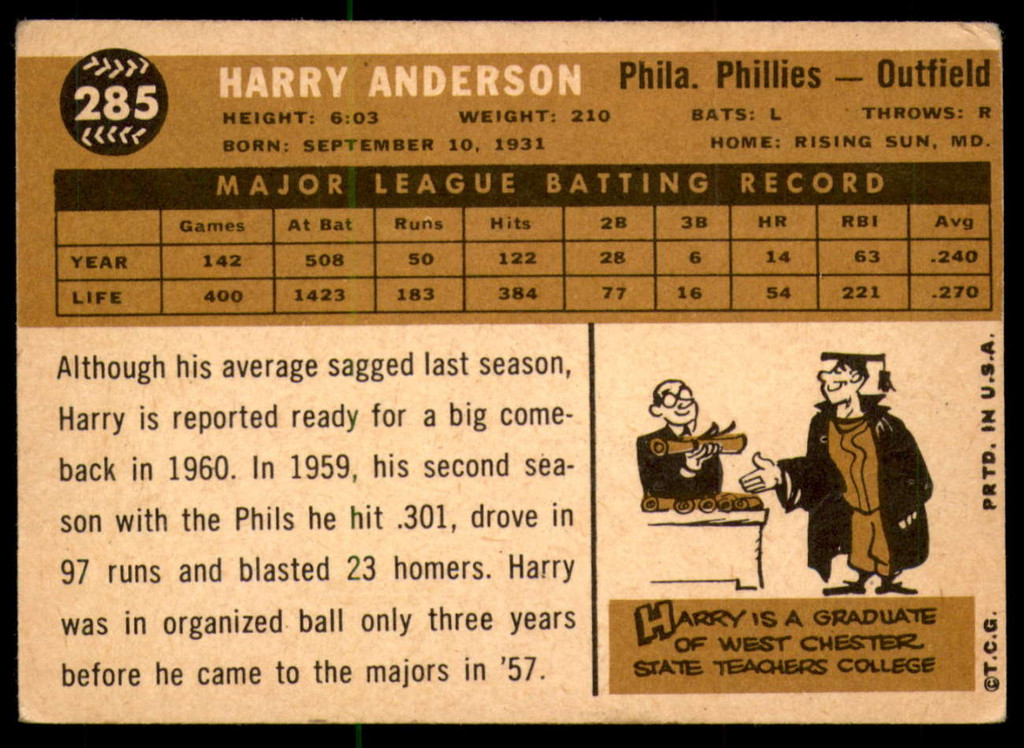 285
HARRY ANDERSON Phila. Phillies — Outfield
HEIGHT: 6:03 WEIGHT: 210 BATS: L THROWS: R
BORN: SEPTEMBER 10, 1931 HOME: RISING SUN, MD.
MAJOR LEAGUE BATTING RECORD
Games At Bat Runs Hits 2B 3B HR RBI Avg
YEAR 142 508 50 122 28 6 14 63 .240
LIFE 400 1423 183 384 77 16 54 221 .270
Although his average sagged last season,
Harry is reported ready for a big come-
back in 1960. In 1959, his second sea-
son with the Phils he hit .301, drove in
97 runs and blasted 23 homers. Harry
was in organized ball only three years
before he came to the majors in '57.
HARRY IS A GRADUATE
OF WEST CHESTER
STATE TEACHERS COLLEGE
PRTD. IN U.S.A.
©T.C.G.